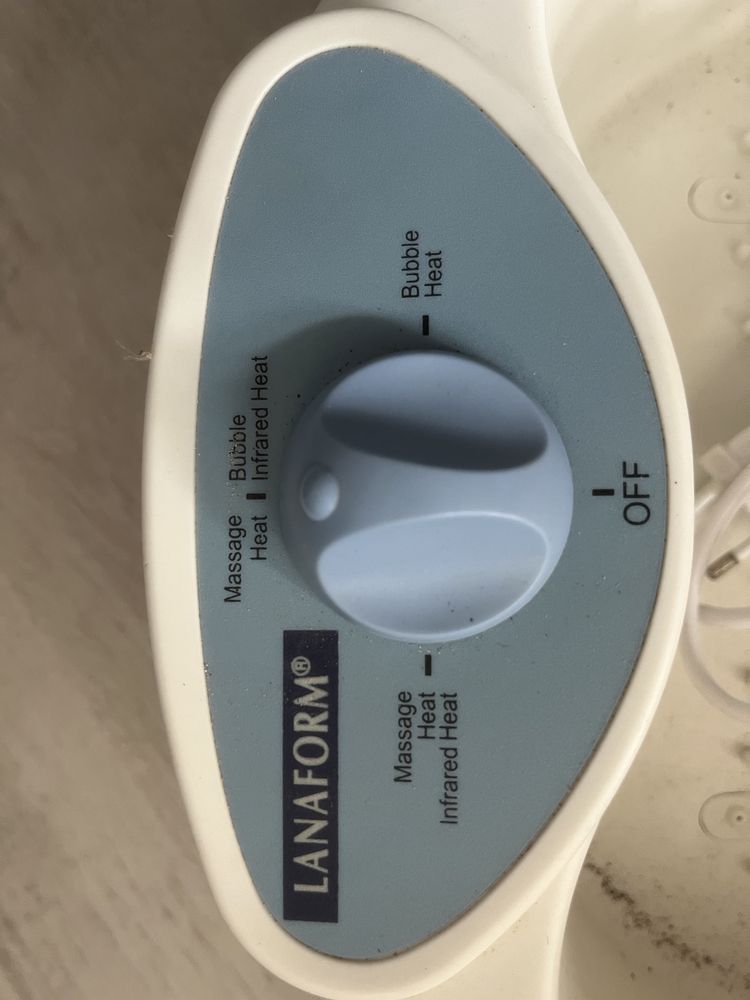 LANAFORM®
Massage Bubble
Heat Infrared Heat
Massage
Heat
Infrared Heat
Bubble
Heat
OFF